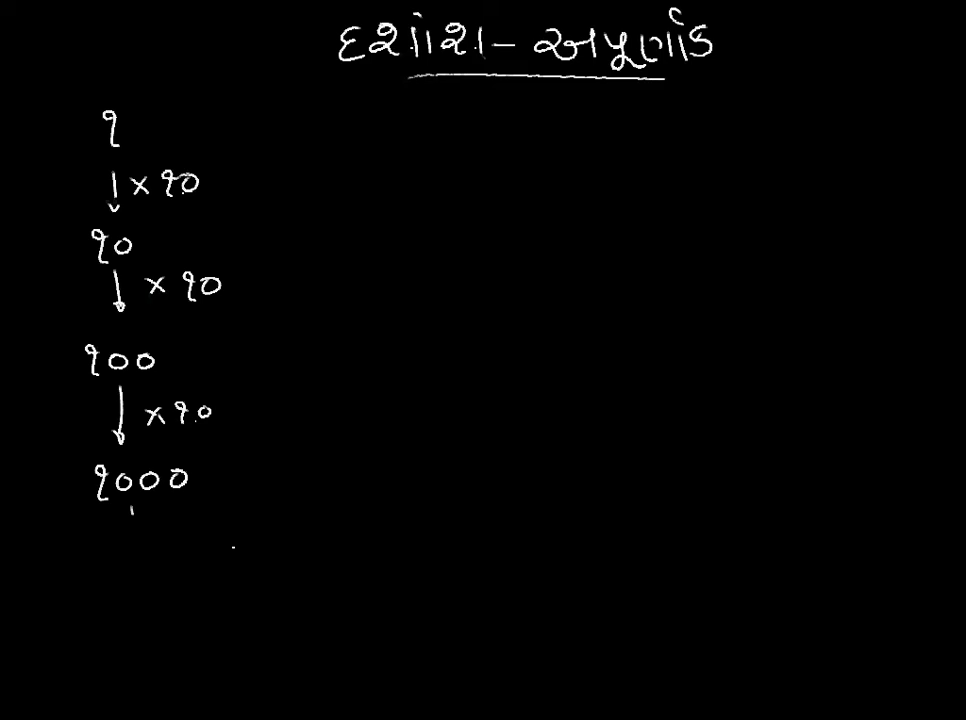 દશાંશ – અપૂર્ણાંક
૧
↓ × ૧૦
૧૦
↓ × ૧૦
૧૦૦
↓ × ૧૦
૧૦૦૦